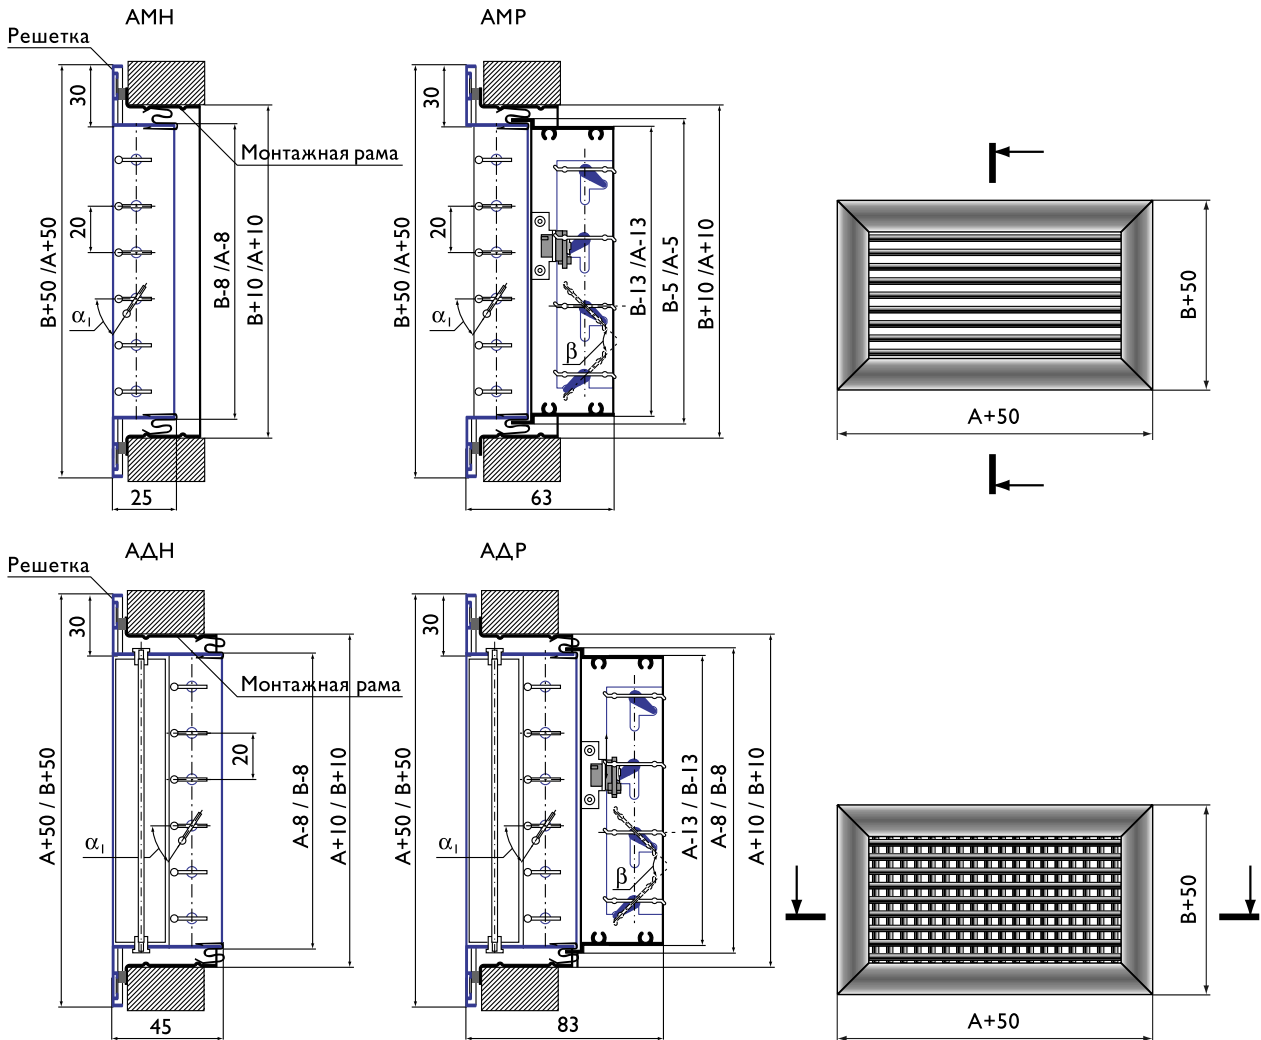 АМН
АМР
Решетка
30
Монтажная рама
20
B+50 /A+50
B-8 /A-8
B+10 /A+10
α1
25
30
20
B+50 /A+50
α1
β
B-13 /A-13
B-5 /A-5
B+10 /A+10
63
B+50
A+50
АДН
АДР
Решетка
30
Монтажная рама
20
A+50 / B+50
A-8 / B-8
A+10 / B+10
α1
45
30
A+50 / B+50
α1
β
A-13 / B-13
A-8 / B-8
A+10 / B+10
83
B+50
A+50